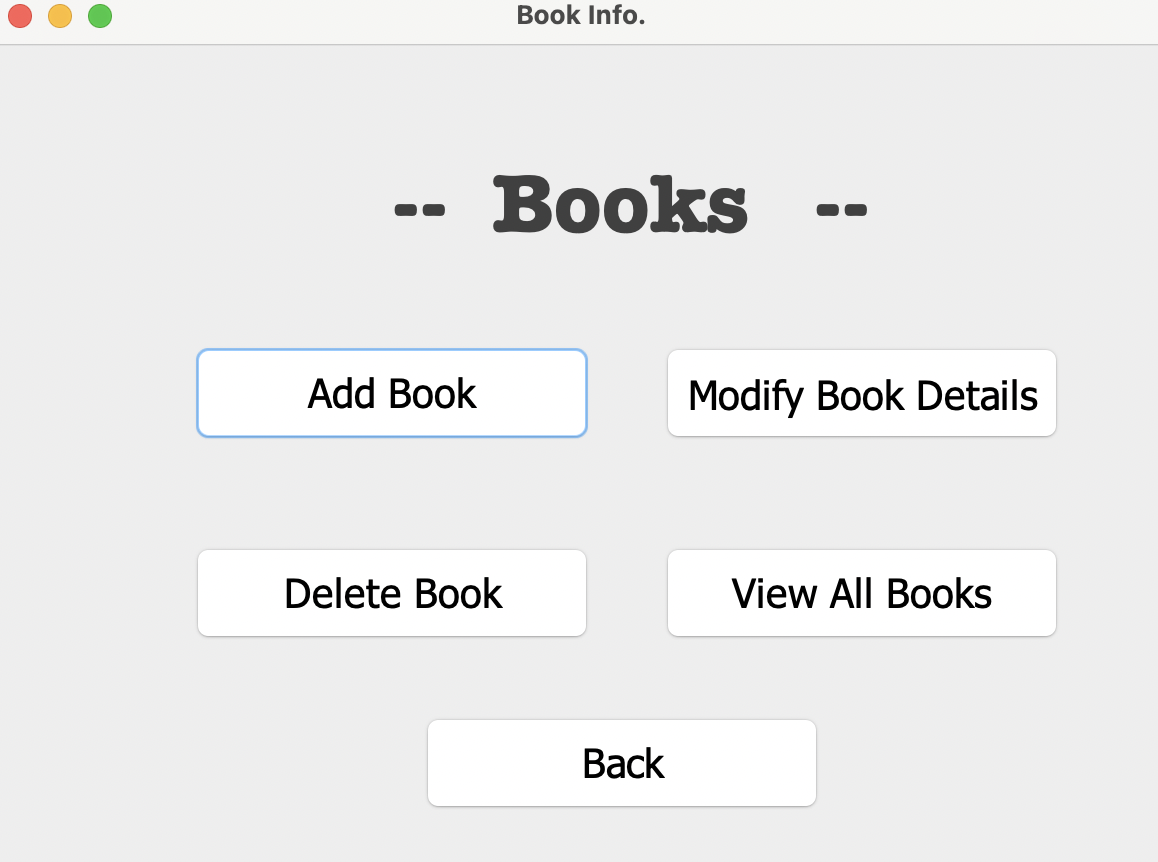 Book Info.
-- Books --
Add Book
Modify Book Details
Delete Book
View All Books
Back